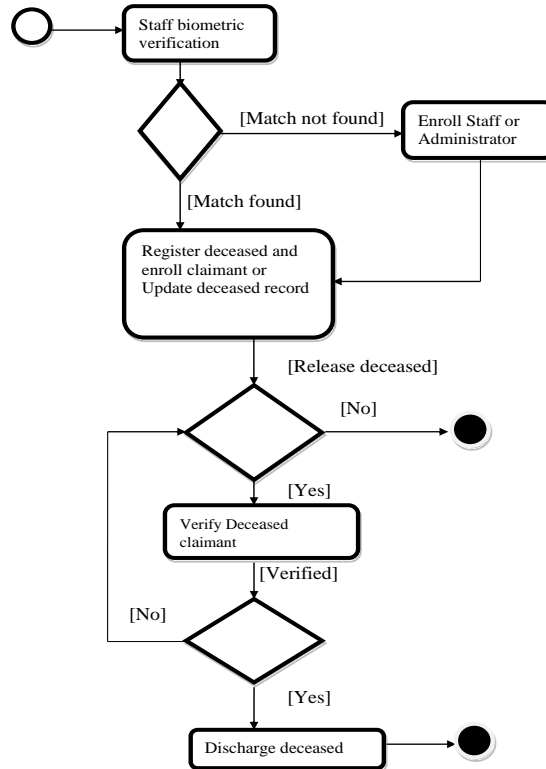 Staff biometric
verification
[Match not found]
Enroll Staff or
Administrator
[Match found]
Register deceased and
enroll claimant or
Update deceased record
[Release deceased]
[No]
[Yes]
Verify Deceased
claimant
[Verified]
[No]
[Yes]
Discharge deceased